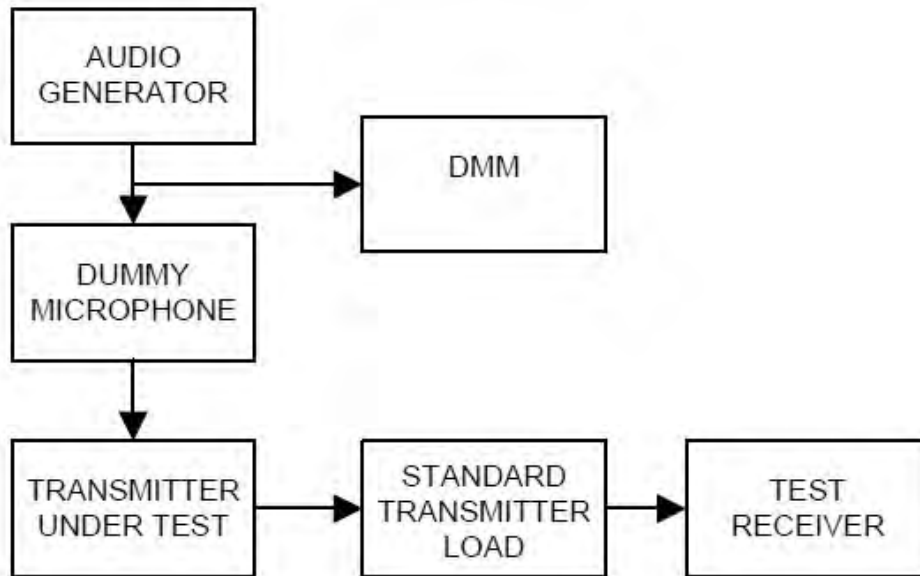 AUDIO
GENERATOR
DMM
DUMMY
MICROPHONE
TRANSMITTER
UNDER TEST
STANDARD
TRANSMITTER
LOAD
TEST
RECEIVER